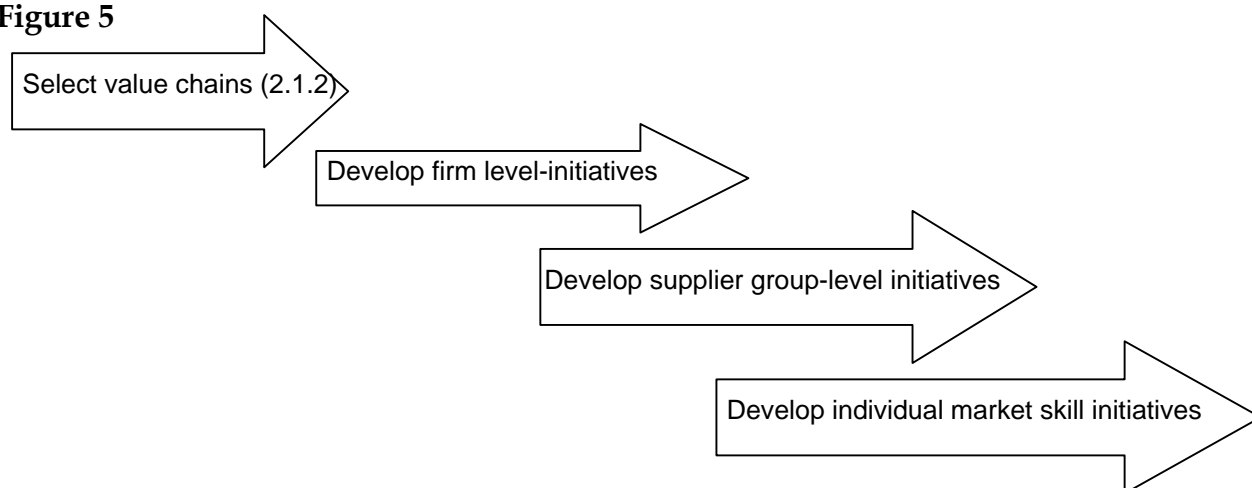 Figure 5
Select value chains (2.1.2)
Develop firm level-initiatives
Develop supplier group-level initiatives
Develop individual market skill initiatives